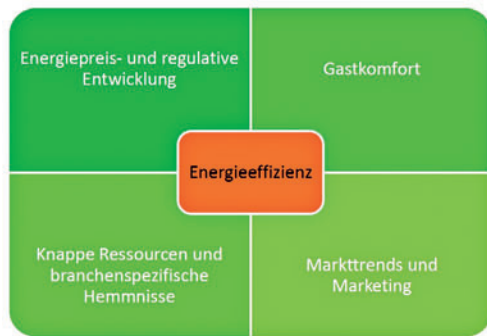 Energiepreis- und regulative
Entwicklung
Gastkomfort
Energieeffizienz
Knappe Ressourcen und
branchenspezifische
Hemmnisse
Markttrends und
Marketing